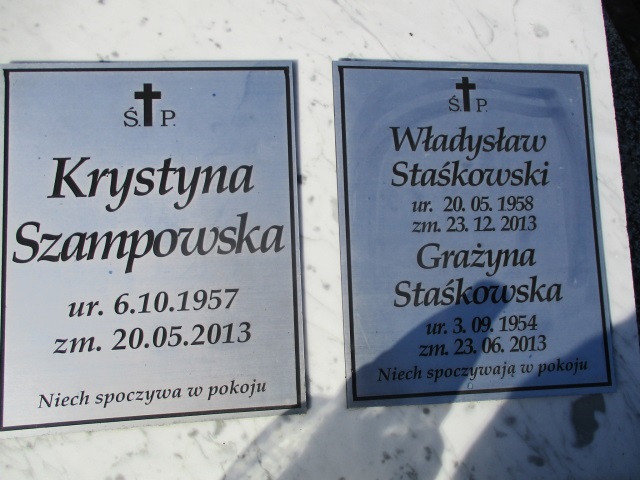 Ś. P.
Krystyna
Szampowska
ur. 6.10.1957
zm. 20.05.2013
Niech spoczywa w pokoju
Ś. P.
Władysław
Staśkowski
ur. 20. 05. 1958
zm. 23. 12. 2013
Grażyna
Staśkowska
ur. 3. 09. 1954
zm. 23. 06. 2013
Niech spoczywają w pokoju